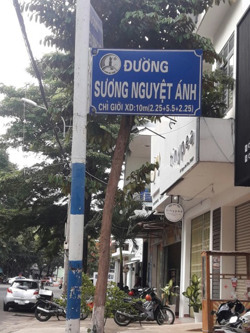 ĐƯỜNG
SƯƠNG NGUYỆT ÁNH
CHỈ GIỚI XD:10m(2.25+5.5+2.25)